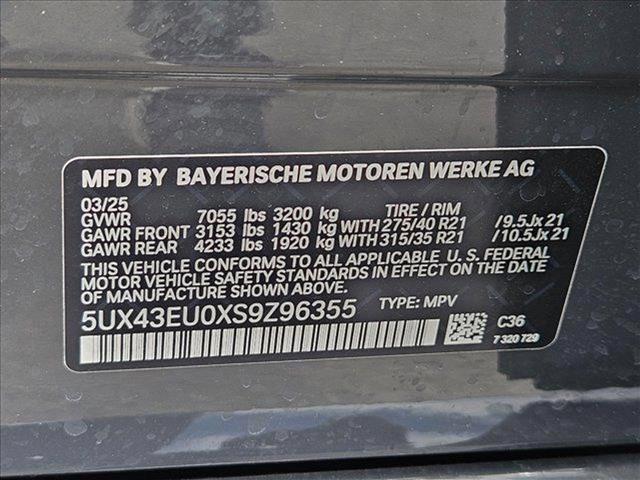 MFD BY BAYERISCHE MOTOREN WERKE AG
03/25
GVWR 7055 lbs 3200 kg TIRE / RIM
GAWR FRONT 3153 lbs 1430 kg WITH 275/40 R21 /9.5Jx21
GAWR REAR 4233 lbs 1920 kg WITH 315/35 R21 /10.5Jx21
THIS VEHICLE CONFORMS TO ALL APPLICABLE U. S. FEDERAL
MOTOR VEHICLE SAFETY STANDARDS IN EFFECT ON THE DATE OF
MANUFACTURE SHOWN ABOVE.
5UX43EU0XS9Z96355 TYPE: MPV
C36
7 320 729